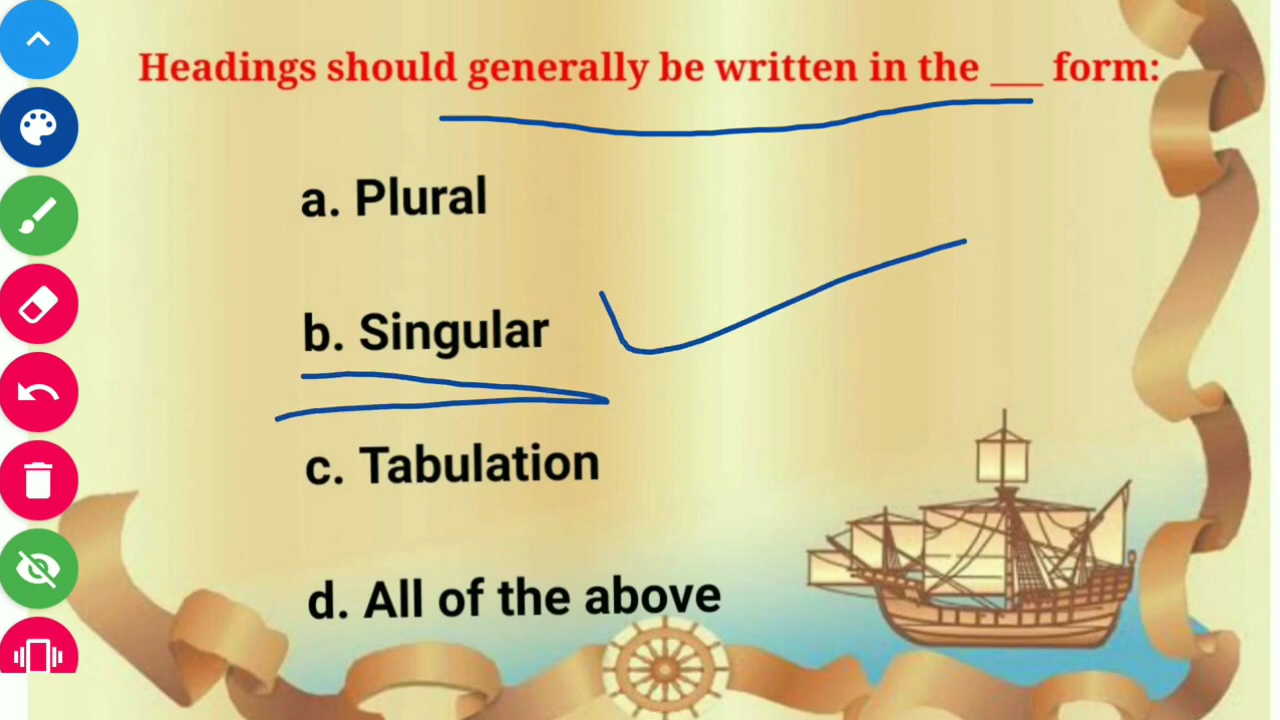 Headings should generally be written in the ___ form:
a. Plural
b. Singular
c. Tabulation
d. All of the above